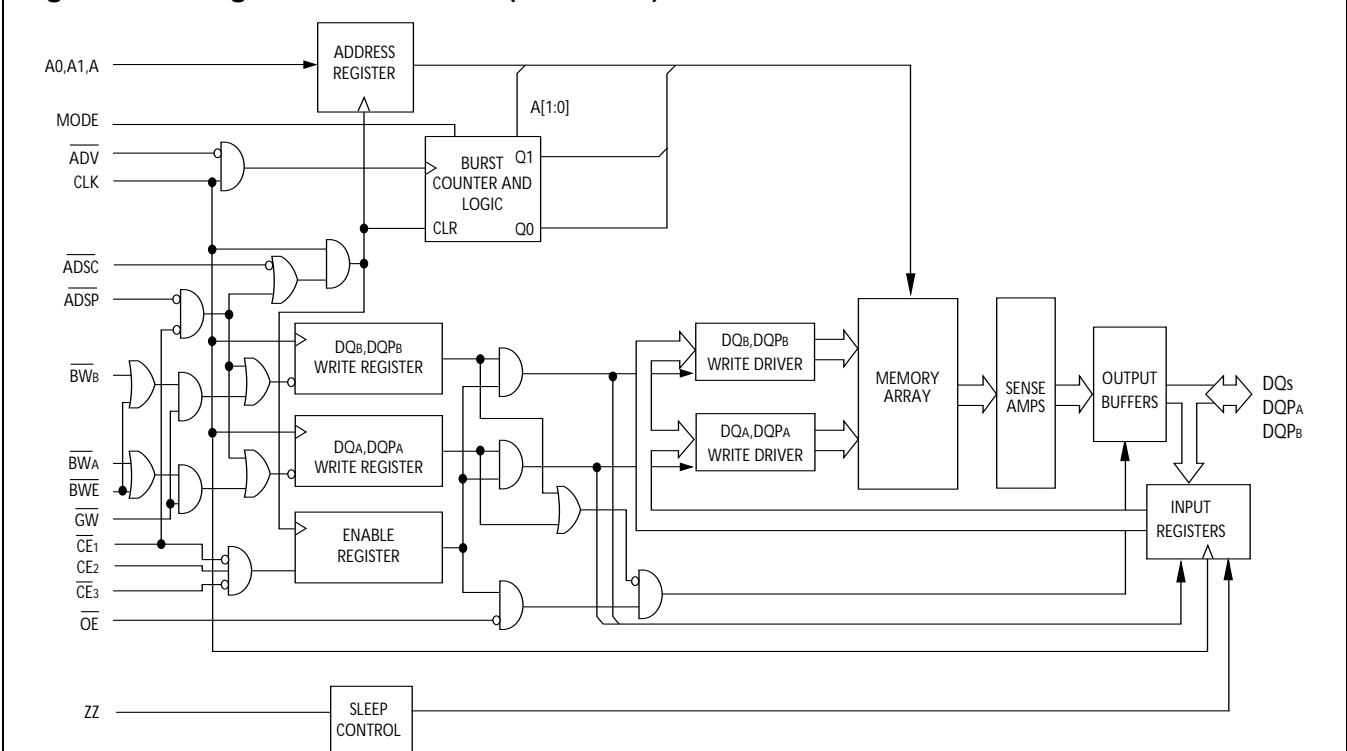 A0,A1,A
ADDRESS
REGISTER
MODE
A[1:0]
ADV
CLK
BURST
COUNTER AND
LOGIC
Q1
CLR
Q0
ADSC
ADSP
DQB,DQPB
WRITE REGISTER
DQB,DQPB
WRITE DRIVER
BWB
MEMORY
ARRAY
SENSE
AMPS
OUTPUT
BUFFERS
DQs
DQPA
DQPB
DQA,DQPA
WRITE REGISTER
DQA,DQPA
WRITE DRIVER
BWA
BWE
GW
CE1
CE2
CE3
ENABLE
REGISTER
INPUT
REGISTERS
OE
ZZ
SLEEP
CONTROL